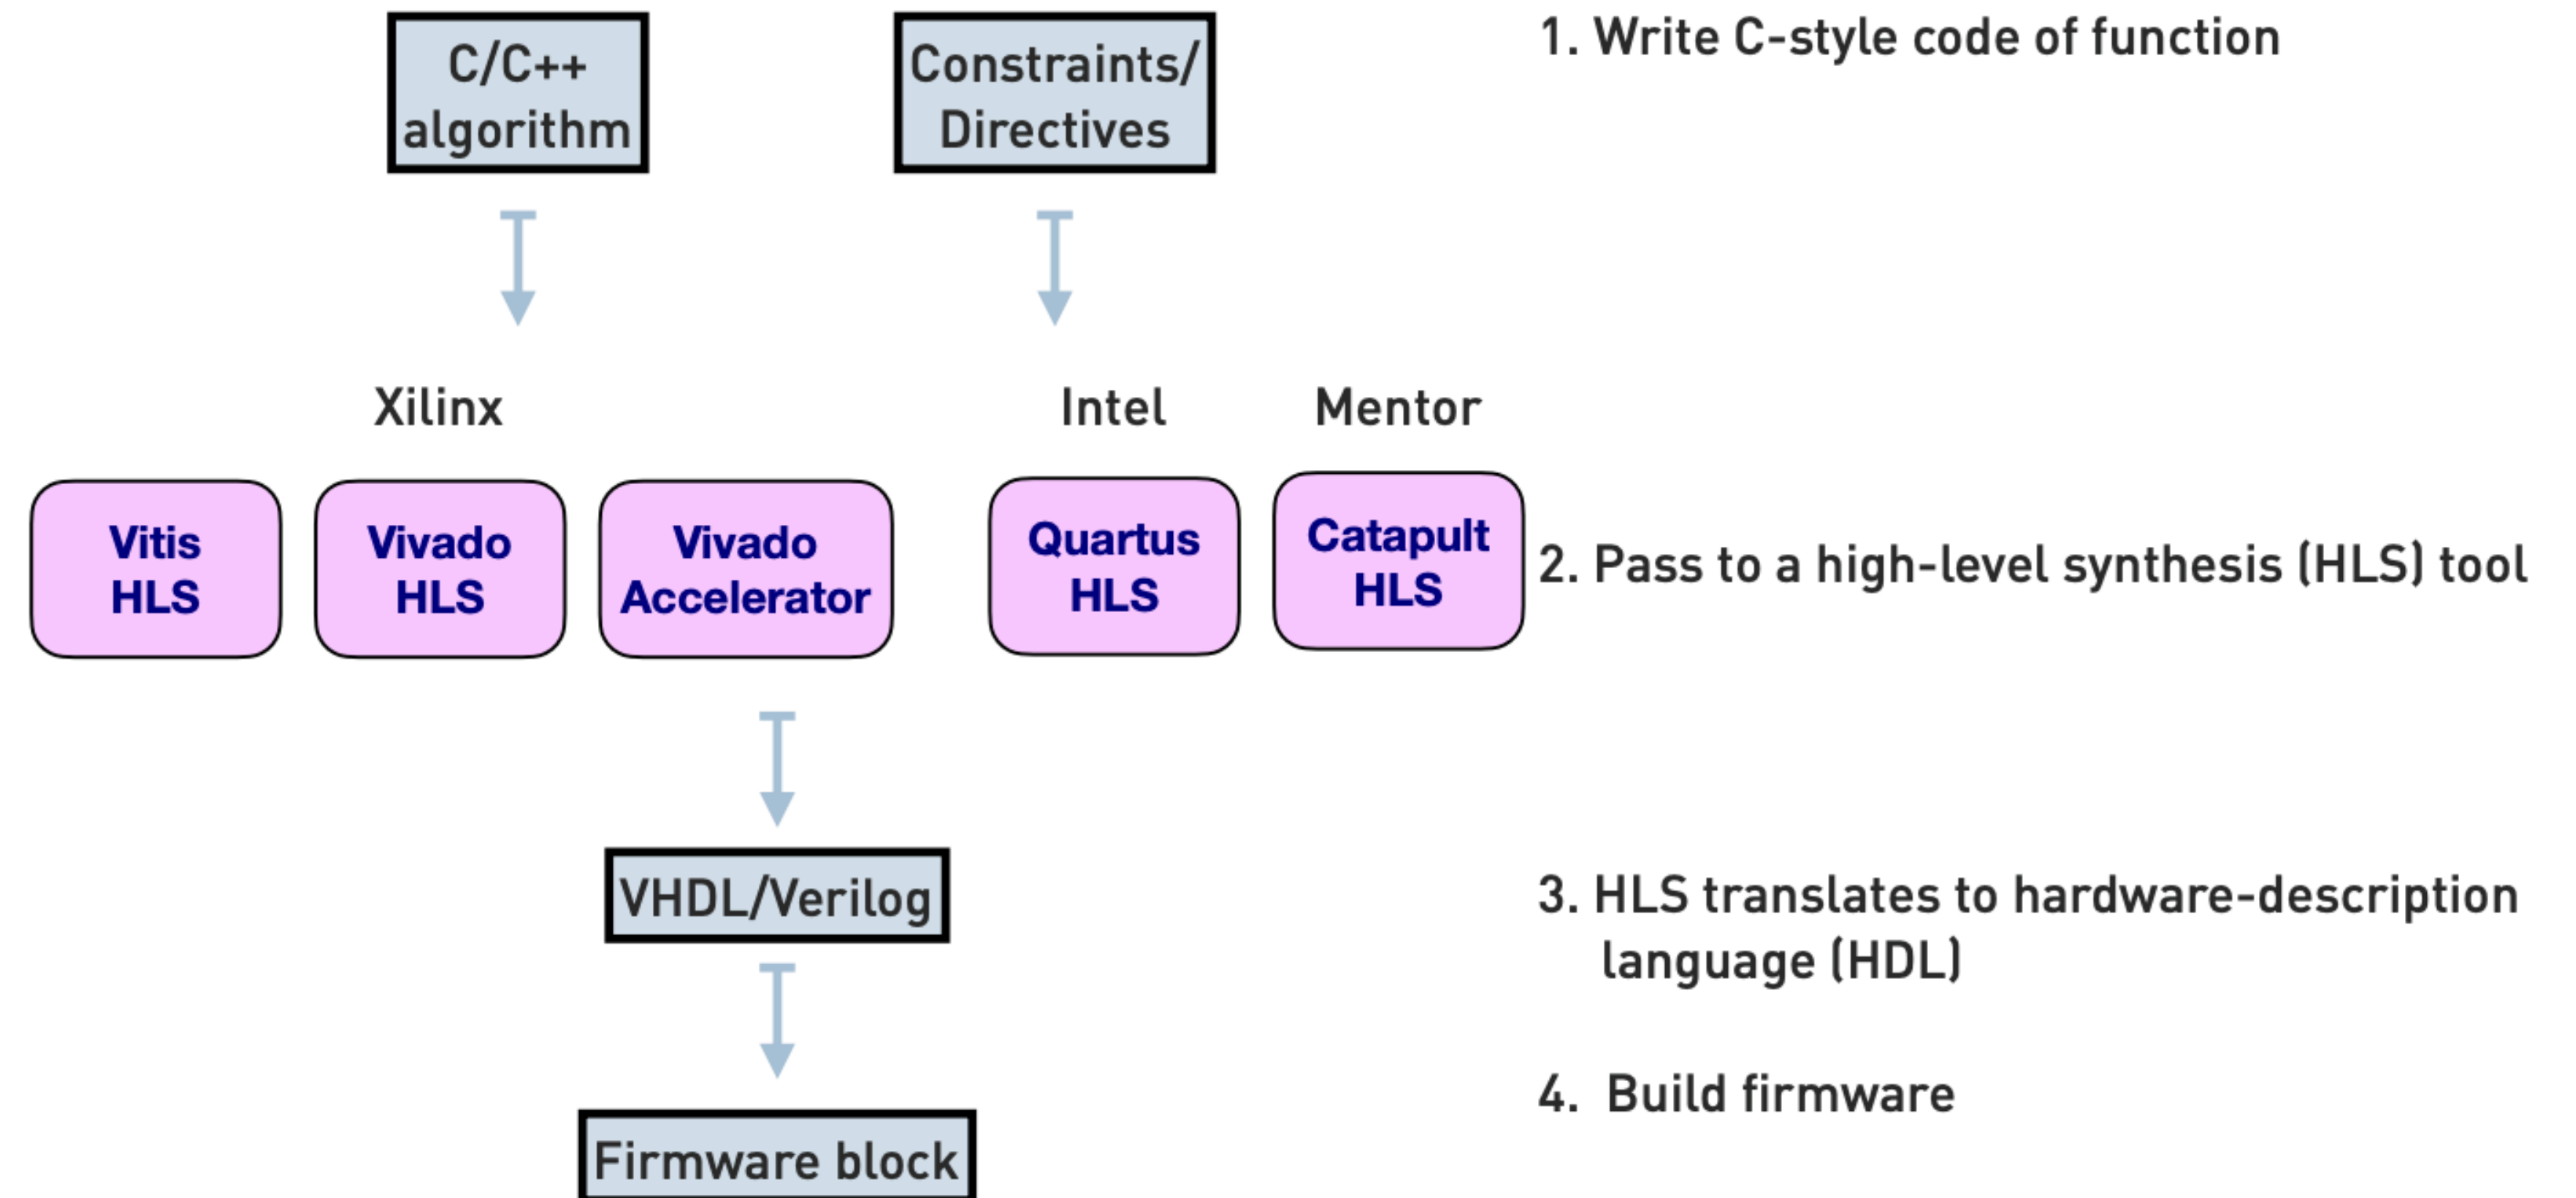 C/C++
algorithm
Constraints/
Directives
1. Write C-style code of function
Xilinx
Intel
Mentor
Vitis
HLS
Vivado
HLS
Vivado
Accelerator
Quartus
HLS
Catapult
HLS
2. Pass to a high-level synthesis (HLS) tool
VHDL/Verilog
3. HLS translates to hardware-description
language (HDL)
4. Build firmware
Firmware block